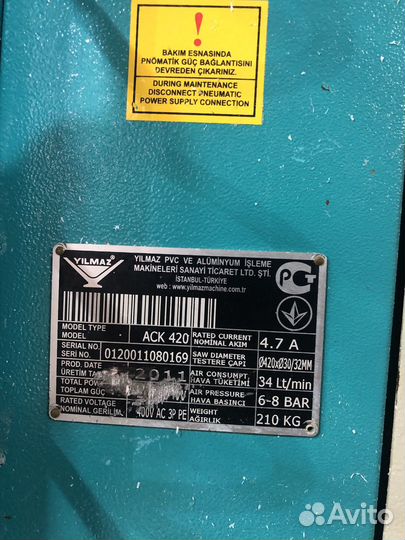 !
BAKIM ESNASINDA
PNÖMATİK GÜÇ BAĞLANTISINI
DEVREDEN ÇIKARINIZ.
DURING MAINTENANCE
DISCONNECT PNEUMATIC
POWER SUPPLY CONNECTION
YILMAZ
YILMAZ PVC VE ALÜMİNYUM İŞLEME
MAKİNELERİ SANAYİ TİCARET LTD. ŞTİ.
İSTANBUL-TÜRKİYE
web : www.yilmazmachine.com.tr
PCT
MODEL TYPE
MODEL
ACK 420
RATED CURRENT
NOMİNAL AKIM
4.7 A
SERIAL NO.
SERİ NO.
0120011080169
SAW DIAMETER
TESTERE ÇAPI
Ø420xØ30/32MM
PROD. DATE
ÜRETİM
2011
AIR CONSUMPT.
HAVA TÜKETİMİ
34 Lt/min
TOTAL
TOPLAM GÜÇ
AIR PRESSURE
HAVA BASINCI
6~8 BAR
RATED VOLTAGE
NOMİNAL GERİLİM
400V AC 3P PE
WEIGHT
AĞIRLIK
210 KG
Avito